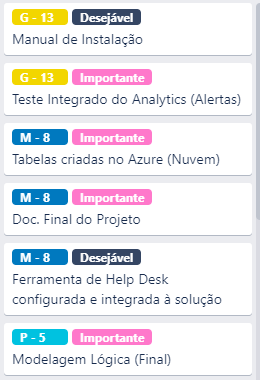 G - 13 Desejável
Manual de Instalação
G - 13 Importante
Teste Integrado do Analytics (Alertas)
M - 8 Importante
Tabelas criadas no Azure (Nuvem)
M - 8 Importante
Doc. Final do Projeto
M - 8 Desejável
Ferramenta de Help Desk
configurada e integrada à solução
P - 5 Importante
Modelagem Lógica (Final)